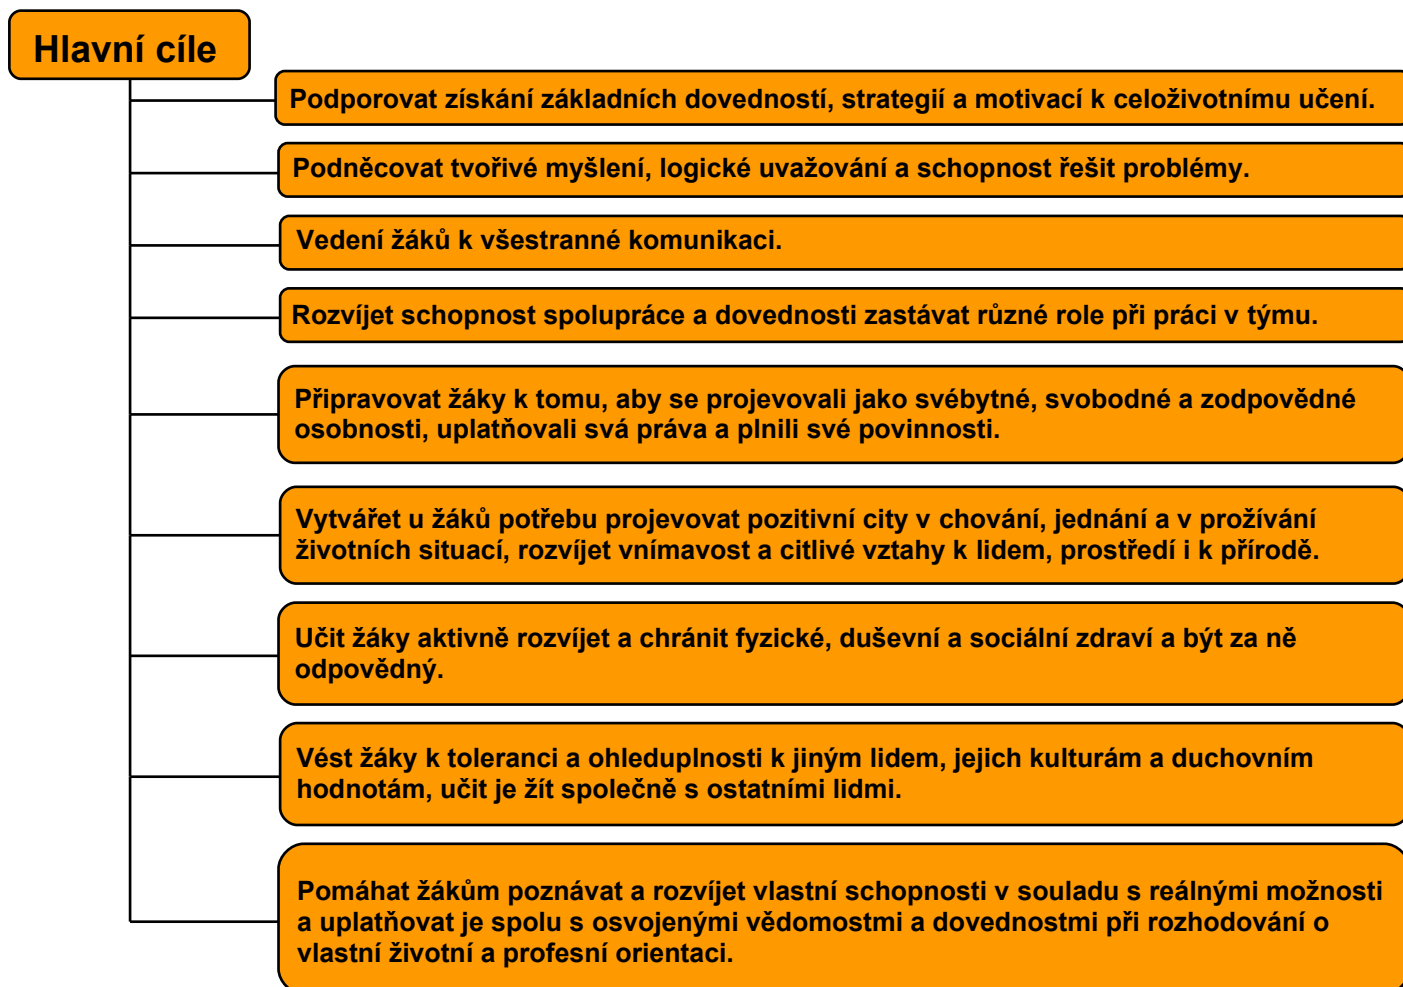 Hlavní cíle
Podporovat získání základních dovedností, strategií a motivací k celoživotnímu učení.
Podněcovat tvořivé myšlení, logické uvažování a schopnost řešit problémy.
Vedení žáků k všestranné komunikaci.
Rozvíjet schopnost spolupráce a dovednosti zastávat různé role při práci v týmu.
Připravovat žáky k tomu, aby se projevovali jako svébytné, svobodné a zodpovědné
osobnosti, uplatňovali svá práva a plnili své povinnosti.
Vytvářet u žáků potřebu projevovat pozitivní city v chování, jednání a v prožívání
životních situací, rozvíjet vnímavost a citlivé vztahy k lidem, prostředí i k přírodě.
Učit žáky aktivně rozvíjet a chránit fyzické, duševní a sociální zdraví a být za ně
odpovědný.
Vést žáky k toleranci a ohleduplnosti k jiným lidem, jejich kulturám a duchovním
hodnotám, učit je žít společně s ostatními lidmi.
Pomáhat žákům poznávat a rozvíjet vlastní schopnosti v souladu s reálnými možnosti
a uplatňovat je spolu s osvojenými vědomostmi a dovednostmi při rozhodování o
vlastní životní a profesní orientaci.